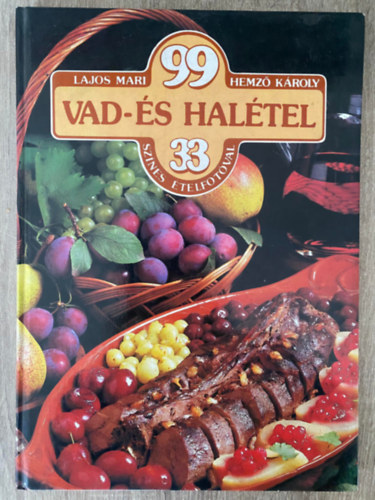 99
LAJOS MARI HEMZŐ KÁROLY
VAD-ÉS HALÉTEL
33
SZÍNES ÉTELFOTÓVAL